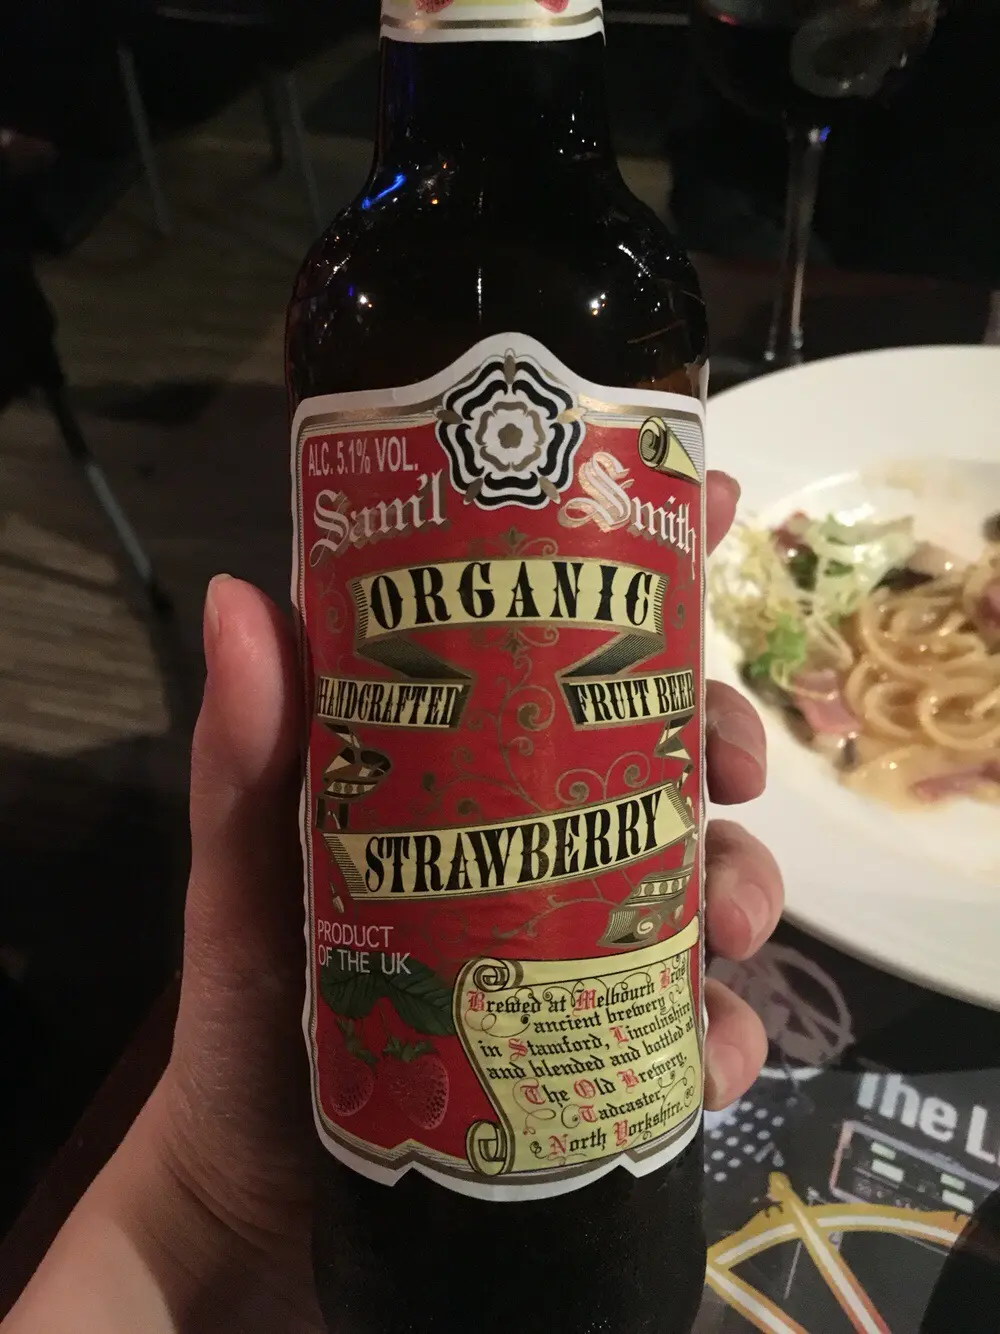 ALC. 5.1% VOL.
Sam'l Smith
ORGANIC
HANDCRAFTED FRUIT BEER
STRAWBERRY
PRODUCT
OF THE UK
Brewed at Melbourn Bros
ancient brewery
in Stamford, Lincolnshire
and blended and bottled at
The Old Brewery,
Tadcaster,
North Yorkshire.
The L